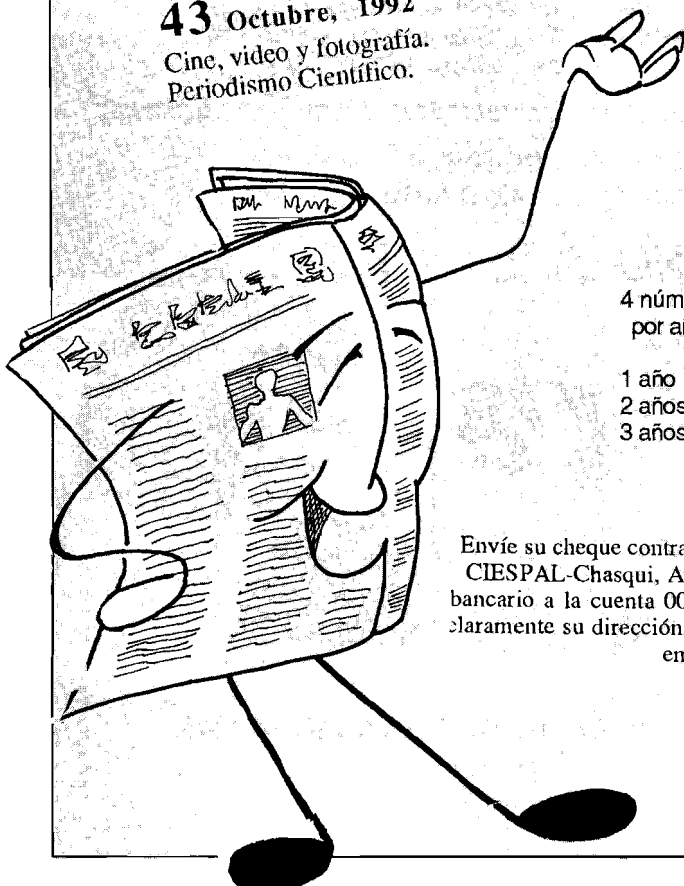 43 Octubre, 1992
Cine, video y fotografía.
Periodismo Científico.
4 núm
por a
1 año
2 años
3 años
Envíe su cheque contra
CIESPAL-Chasqui, A
bancario a la cuenta 00
claramente su dirección
en